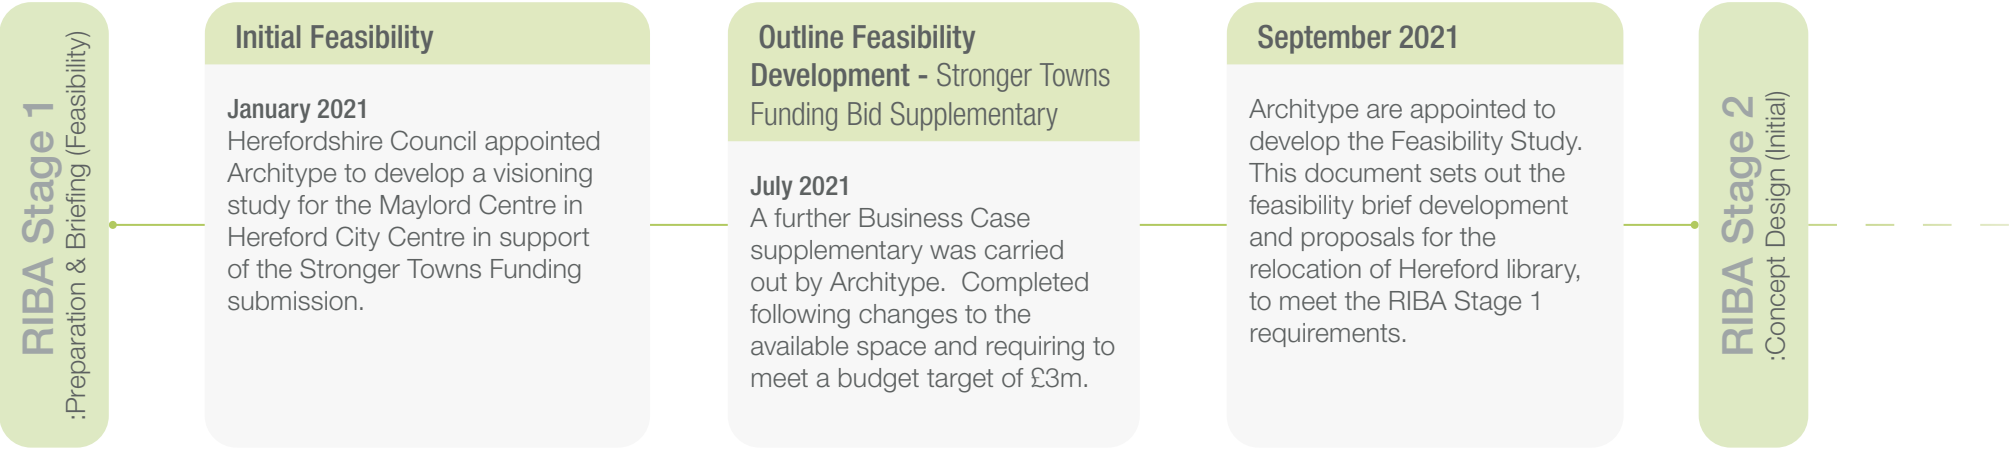 RIBA Stage 1
:Preparation & Briefing (Feasibility)
Initial Feasibility
January 2021
Herefordshire Council appointed
Architype to develop a visioning
study for the Maylord Centre in
Hereford City Centre in support
of the Stronger Towns Funding
submission.
Outline Feasibility
Development - Stronger Towns
Funding Bid Supplementary
July 2021
A further Business Case
supplementary was carried
out by Architype.  Completed
following changes to the
available space and requiring to
meet a budget target of £3m.
September 2021
Architype are appointed to
develop the Feasibility Study.
This document sets out the
feasibility brief development
and proposals for the
relocation of Hereford library,
to meet the RIBA Stage 1
requirements.
RIBA Stage 2
:Concept Design (Initial)